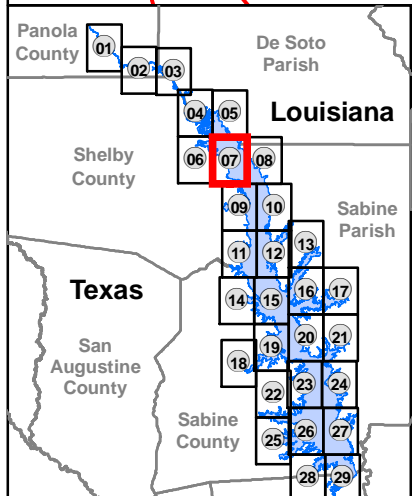 Panola
County
01
02
03
De Soto
Parish
04
05
Louisiana
Shelby
County
06
07
08
09
10
Sabine
Parish
11
12
13
Texas
14
15
16
17
San
Augustine
County
18
19
20
21
22
23
24
Sabine
County
25
26
27
28
29